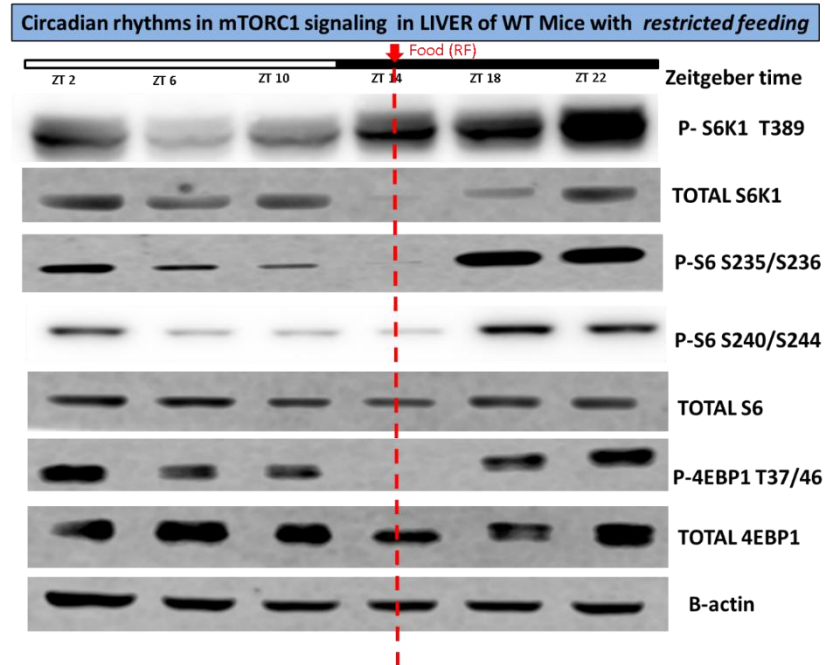 Circadian rhythms in mTORC1 signaling in LIVER of WT Mice with restricted feeding
Food (RF)
ZT 2 ZT 6 ZT 10 ZT 14 ZT 18 ZT 22 Zeitgeber time
P- S6K1 T389
TOTAL S6K1
P-S6 S235/S236
P-S6 S240/S244
TOTAL S6
P-4EBP1 T37/46
TOTAL 4EBP1
B-actin